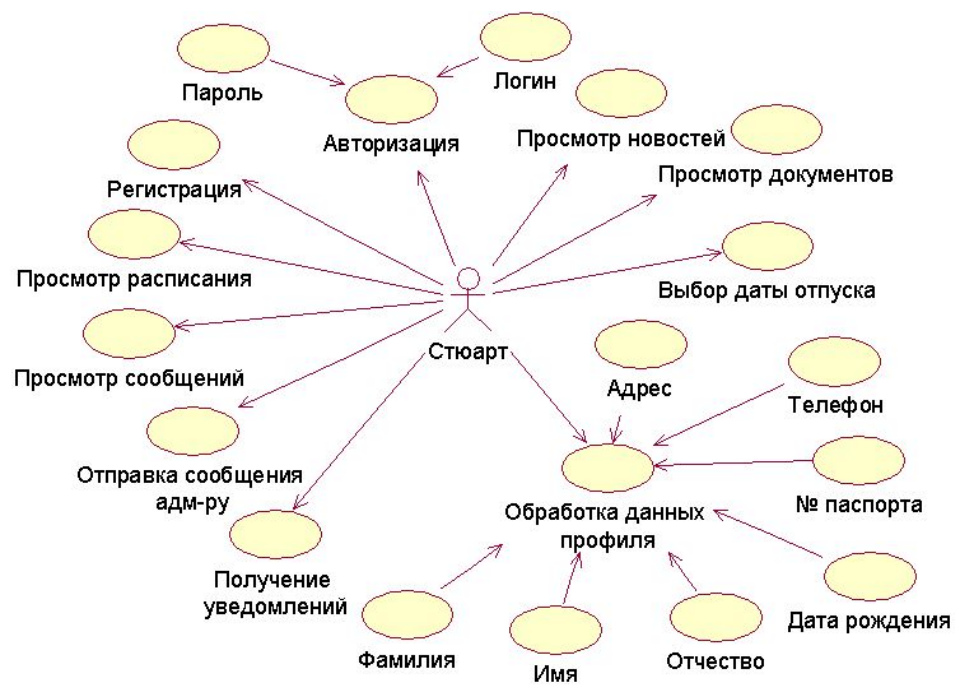 Пароль
Логин
Авторизация
Просмотр новостей
Просмотр документов
Регистрация
Просмотр расписания
Выбор даты отпуска
Стюарт
Просмотр сообщений
Адрес
Телефон
Отправка сообщения
адм-ру
№ паспорта
Обработка данных
профиля
Получение
уведомлений
Дата рождения
Фамилия
Имя
Отчество